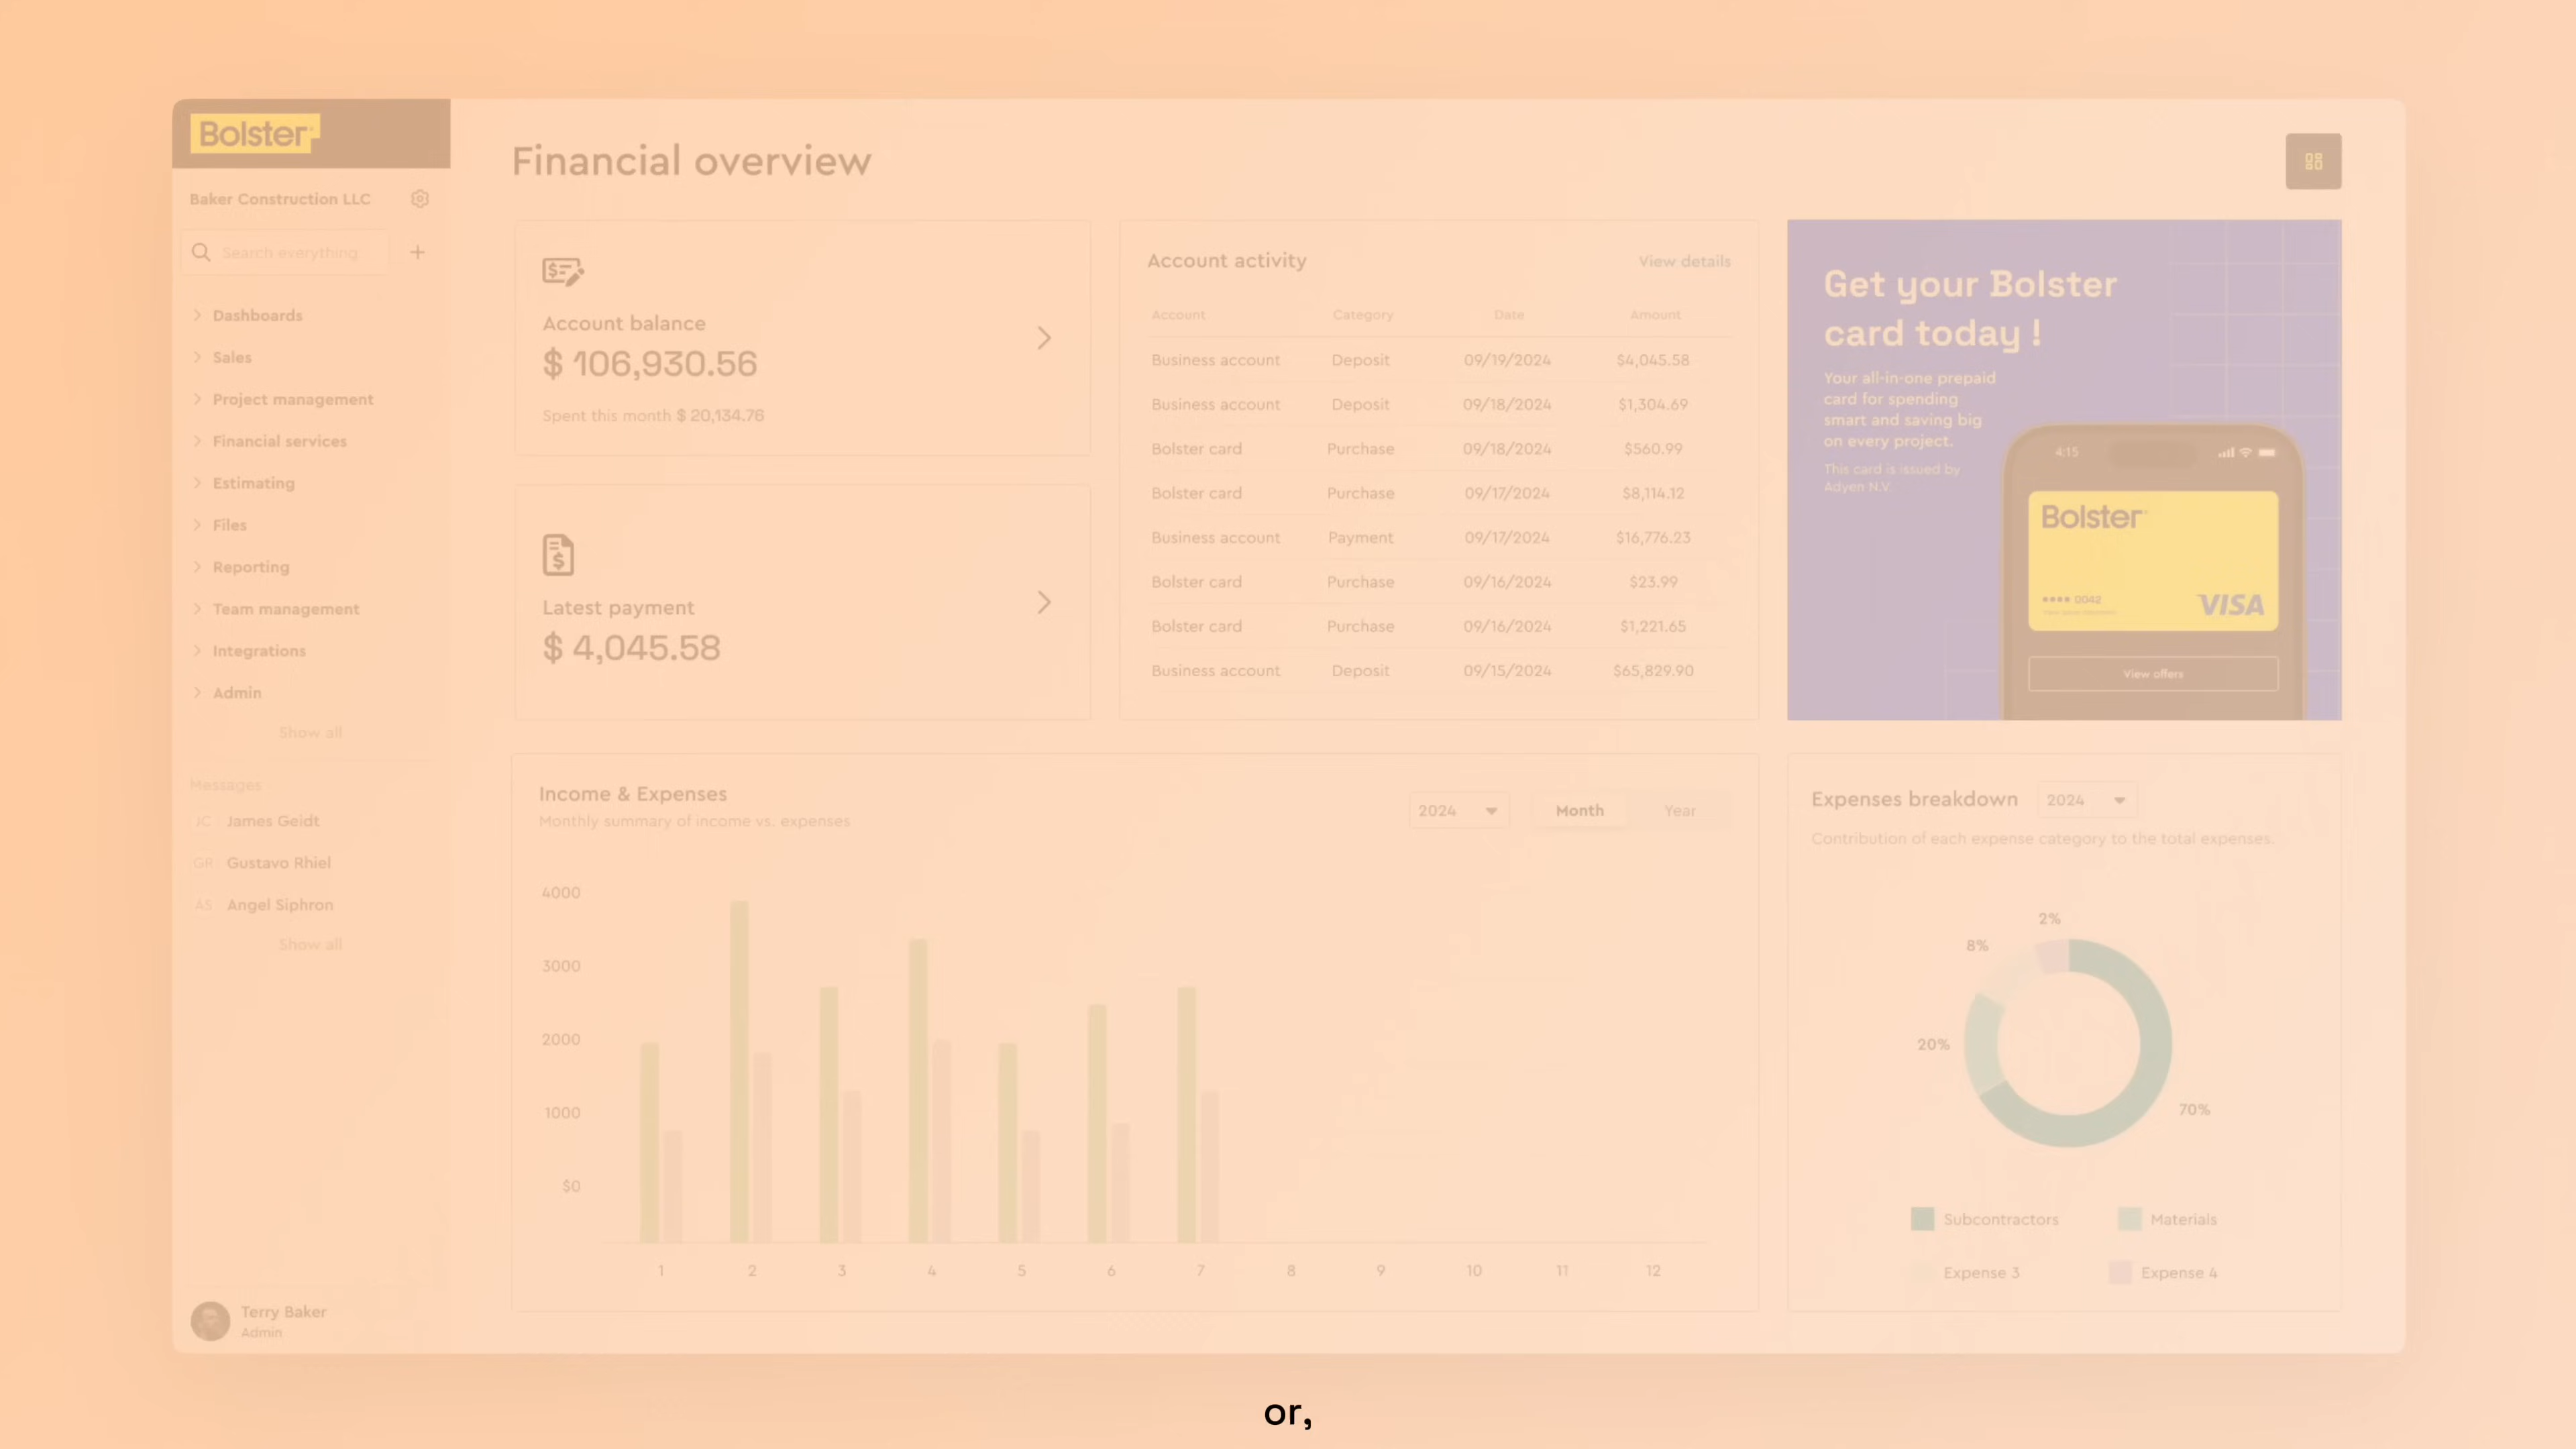 Bolster
Baker Construction LLC
Search everything
Dashboards
Sales
Project management
Financial services
Estimating
Files
Reporting
Team management
Integrations
Admin
Show all
Messages
JC James Geidt
GR Gustavo Rhiel
AS Angel Siphron
Show all
Terry Baker
Admin
Financial overview
Account balance
$ 106,930.56
Spent this month $ 20,134.76
Latest payment
$ 4,045.58
Account activity View details
Account Category Date Amount
Business account Deposit 09/19/2024 $4,045.58
Business account Deposit 09/18/2024 $1,304.69
Bolster card Purchase 09/18/2024 $560.99
Bolster card Purchase 09/17/2024 $8,114.12
Business account Payment 09/17/2024 $16,776.23
Bolster card Purchase 09/16/2024 $23.99
Bolster card Purchase 09/16/2024 $1,221.65
Business account Deposit 09/15/2024 $65,829.90
Get your Bolster
card today !
Your all-in-one prepaid
card for spending
smart and saving big
on every project.
This card is issued by
Adyen N.V.
4:15
Bolster
•••• 0042
VISA
View offers
Income & Expenses
Monthly summary of income vs. expenses
2024 Month Year
4000
3000
2000
1000
$0
1 2 3 4 5 6 7 8 9 10 11 12
Expenses breakdown 2024
Contribution of each expense category to the total expenses.
2%
8%
20%
70%
Subcontractors Materials
Expense 3 Expense 4
or,